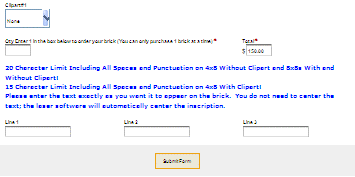 Clipart#1
None
Qty Enter 1 in the box below to order your brick (You can only purchase 1 brick at a time)*
Total*
$ 150.00
20 Character Limit Including All Spaces and Punctuation on 4x8 Without Clipart and 8x8s With and Without Clipart!
15 Character Limit Including All Spaces and Punctuation on 4x8 With Clipart!
Please enter the text exactly as you want it to appear on the brick. You do not need to center the text; the laser software will automatically center the inscription.
Line 1
Line 2
Line 3
Submit Form